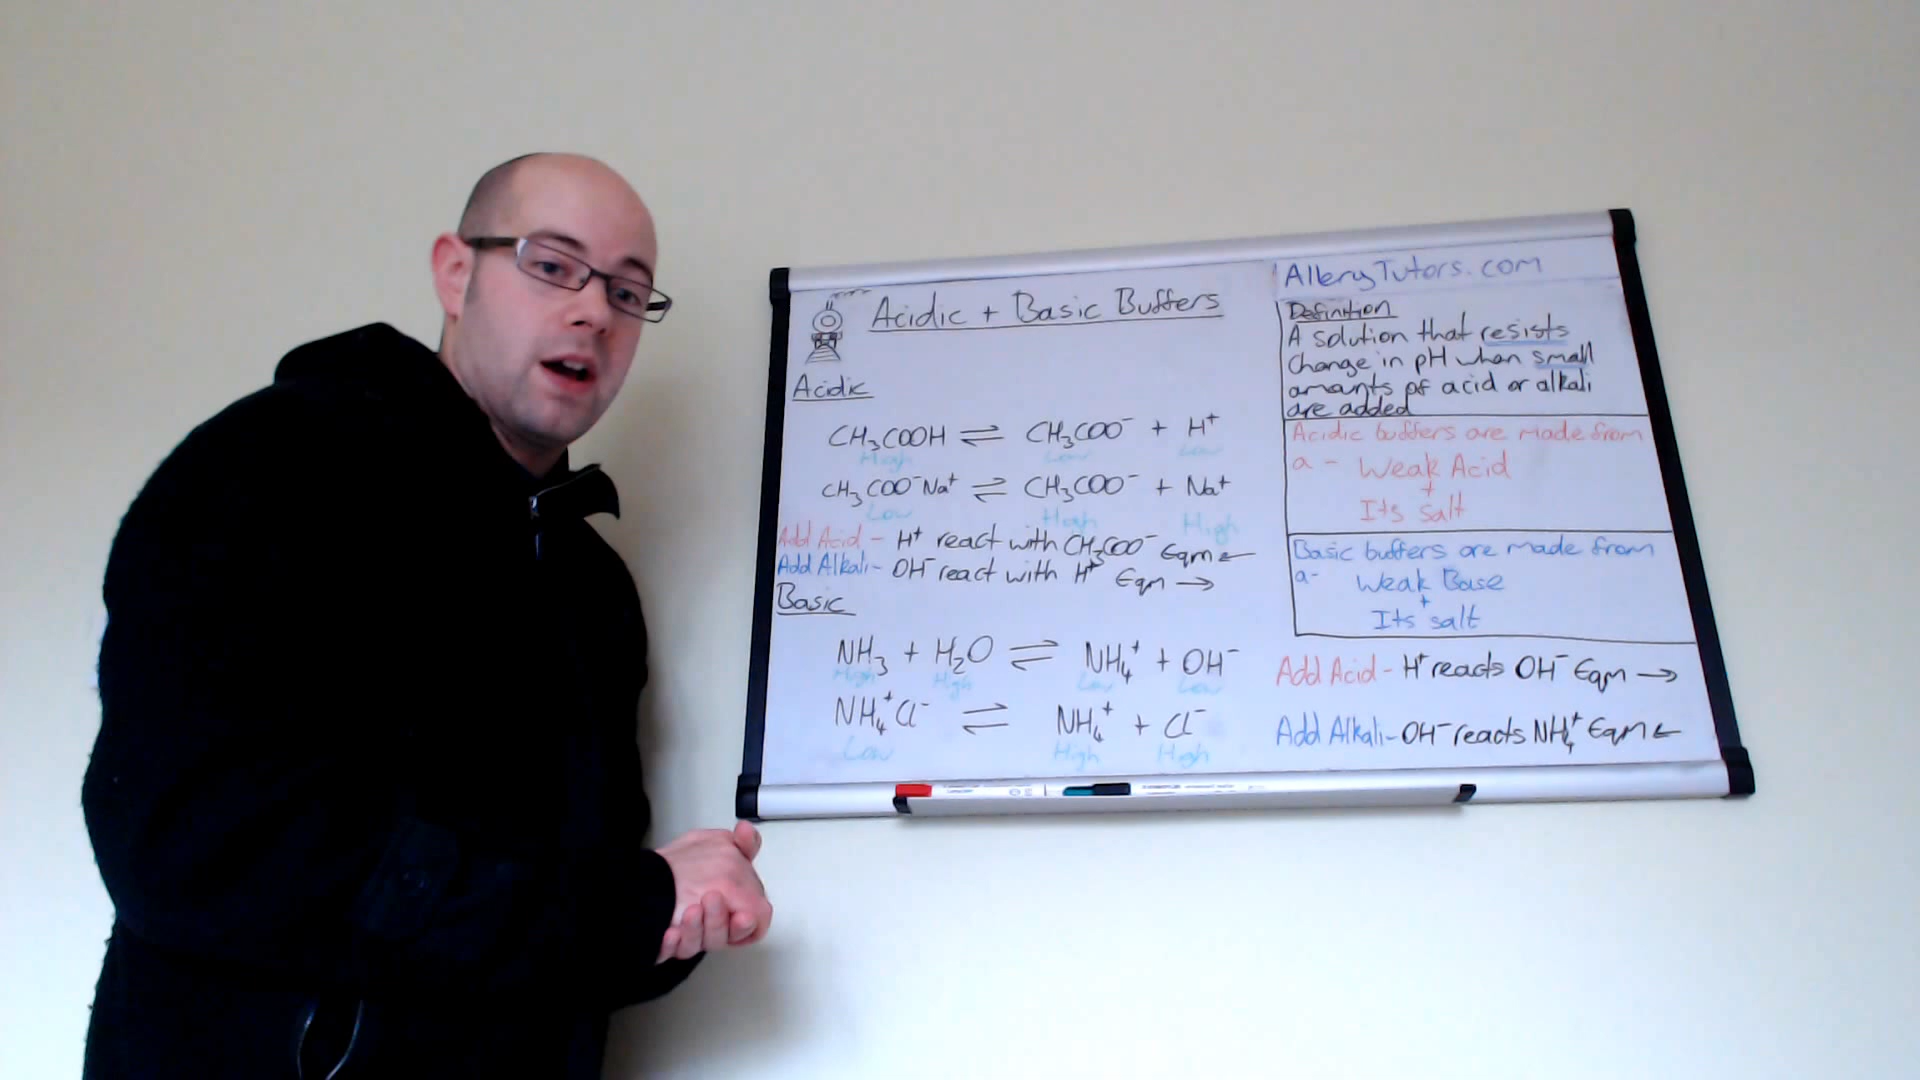 Acidic + Basic Buffers
Acidic
CH₃COOH ⇌ CH₃COO⁻ + H⁺
High Low Low
CH₃COO⁻Na⁺ ⇌ CH₃COO⁻ + Na⁺
Low High High
Add Acid - H⁺ react with CH₃COO⁻ Eqm ←
Add Alkali - OH⁻ react with H⁺ Eqm →
Basic
NH₃ + H₂O ⇌ NH₄⁺ + OH⁻
High High Low Low
NH₄⁺Cl⁻ ⇌ NH₄⁺ + Cl⁻
Low High High
AlleryTutors.com
Definition
A solution that resists
change in pH when small
amounts of acid or alkali
are added
Acidic buffers are made from
a - Weak Acid
+
Its salt
Basic buffers are made from
a - Weak Base
+
Its salt
Add Acid - H⁺ reacts OH⁻ Eqm →
Add Alkali - OH⁻ reacts NH₄⁺ Eqm ←